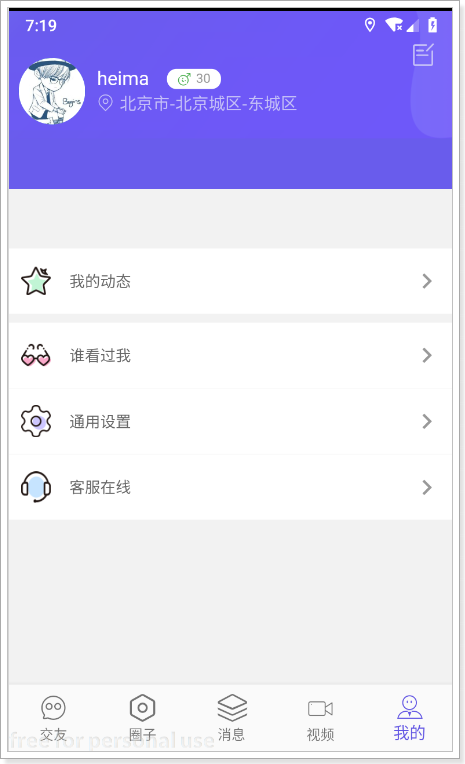 7:19
heima 30
北京市-北京城区-东城区
我的动态
谁看过我
通用设置
客服在线
交友 圈子 消息 视频 我的
free for personal use